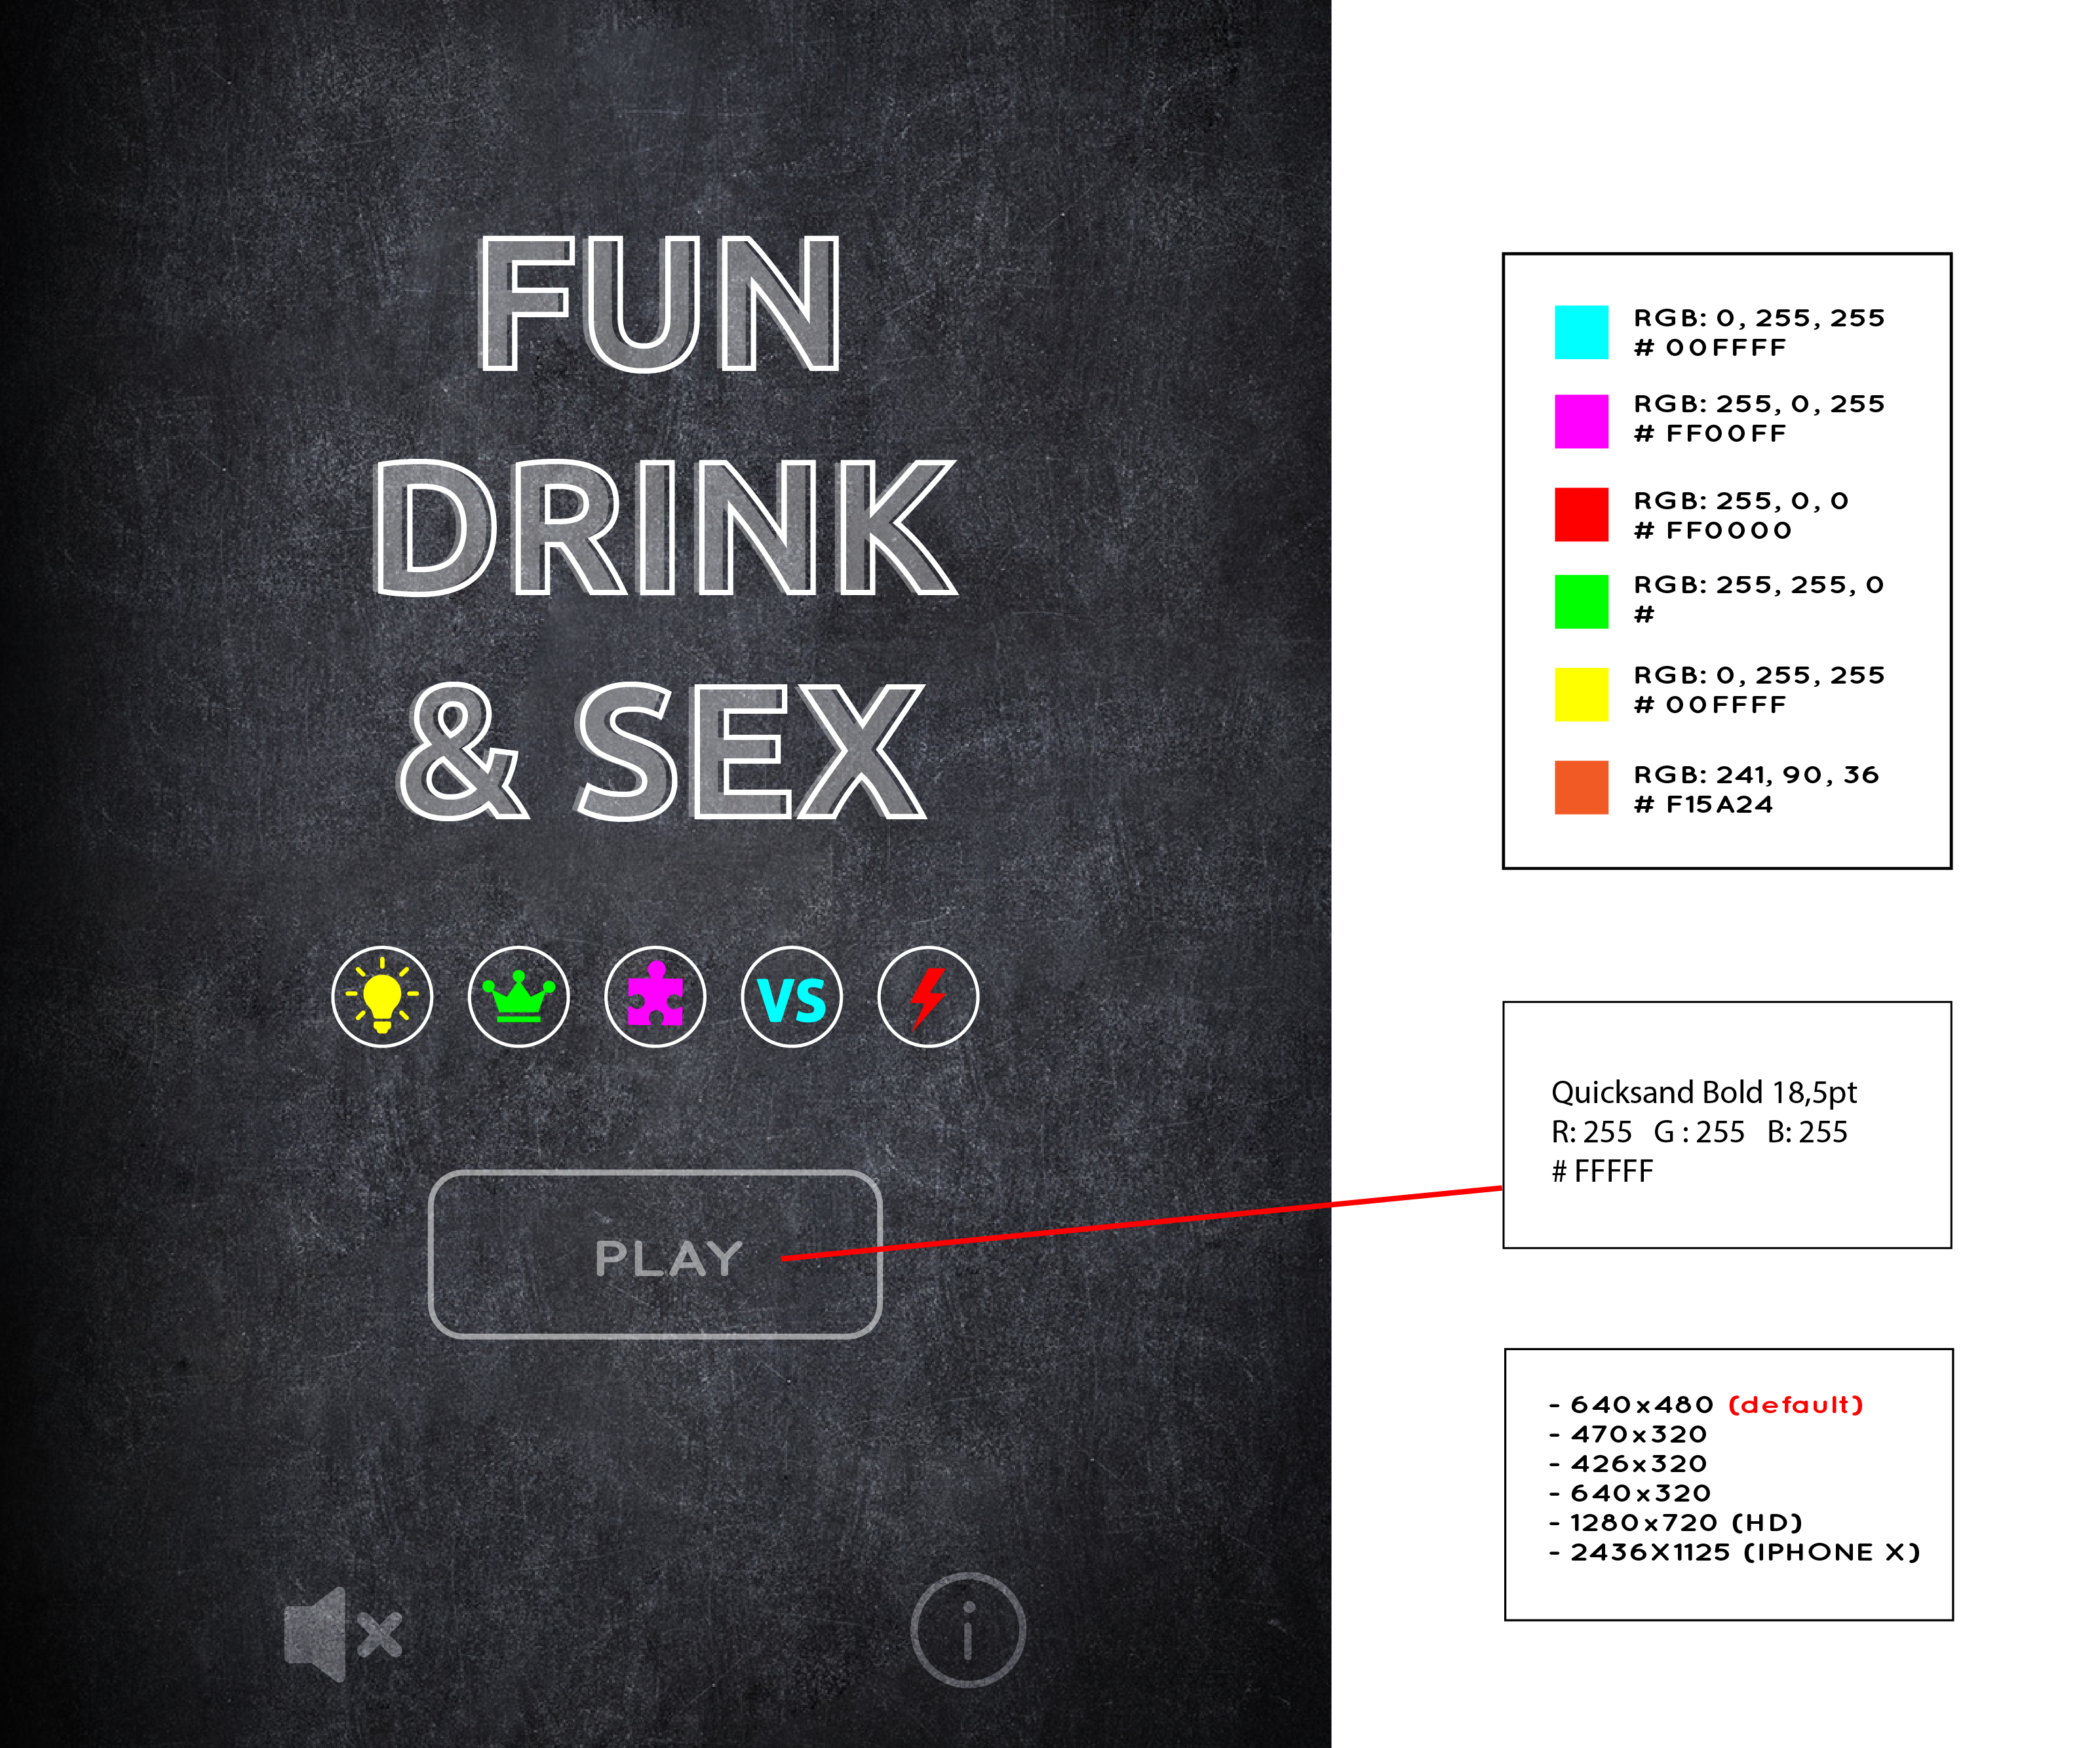 FUN
DRINK
& SEX
VS
PLAY
i
RGB: 0, 255, 255
# 00FFFF
RGB: 255, 0, 255
# FF00FF
RGB: 255, 0, 0
# FF0000
RGB: 255, 255, 0
#
RGB: 0, 255, 255
# 00FFFF
RGB: 241, 90, 36
# F15A24
Quicksand Bold 18,5pt
R: 255 G : 255 B: 255
# FFFFF
- 640x480 (default)
- 470x320
- 426x320
- 640x320
- 1280x720 (HD)
- 2436X1125 (IPHONE X)